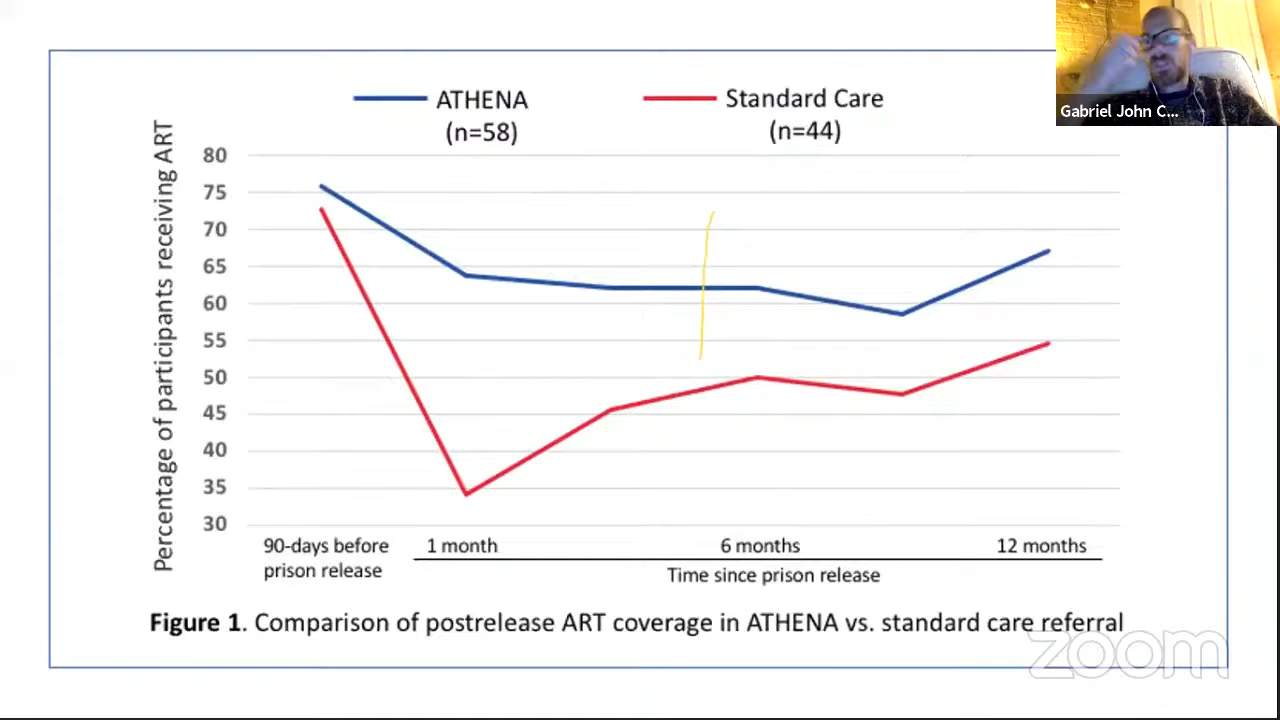 Gabriel John C...
ATHENA
(n=58)
Standard Care
(n=44)
Percentage of participants receiving ART
80
75
70
65
60
55
50
45
40
35
30
90-days before
prison release
1 month
6 months
12 months
Time since prison release
Figure 1. Comparison of postrelease ART coverage in ATHENA vs. standard care referral
zoom